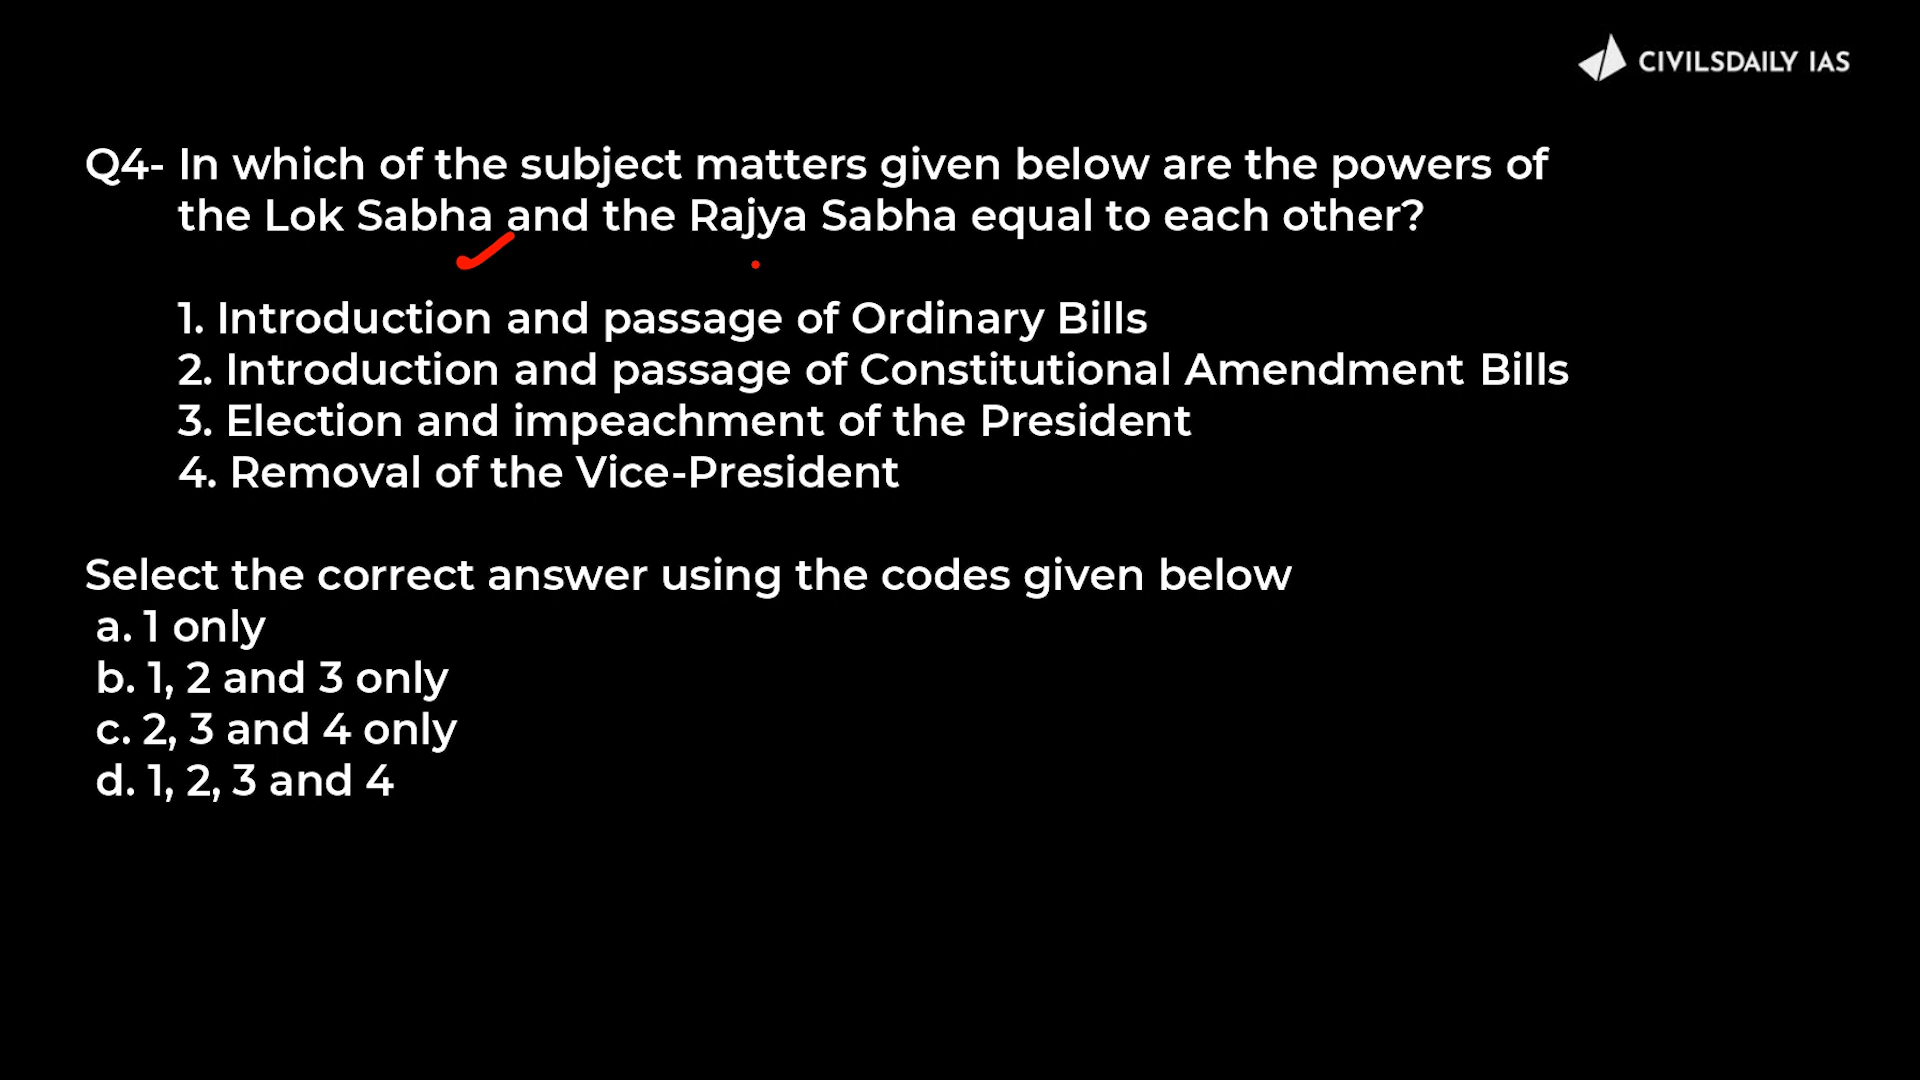 CIVILSDAILY IAS
Q4- In which of the subject matters given below are the powers of
the Lok Sabha and the Rajya Sabha equal to each other?
1. Introduction and passage of Ordinary Bills
2. Introduction and passage of Constitutional Amendment Bills
3. Election and impeachment of the President
4. Removal of the Vice-President
Select the correct answer using the codes given below
a. 1 only
b. 1, 2 and 3 only
c. 2, 3 and 4 only
d. 1, 2, 3 and 4